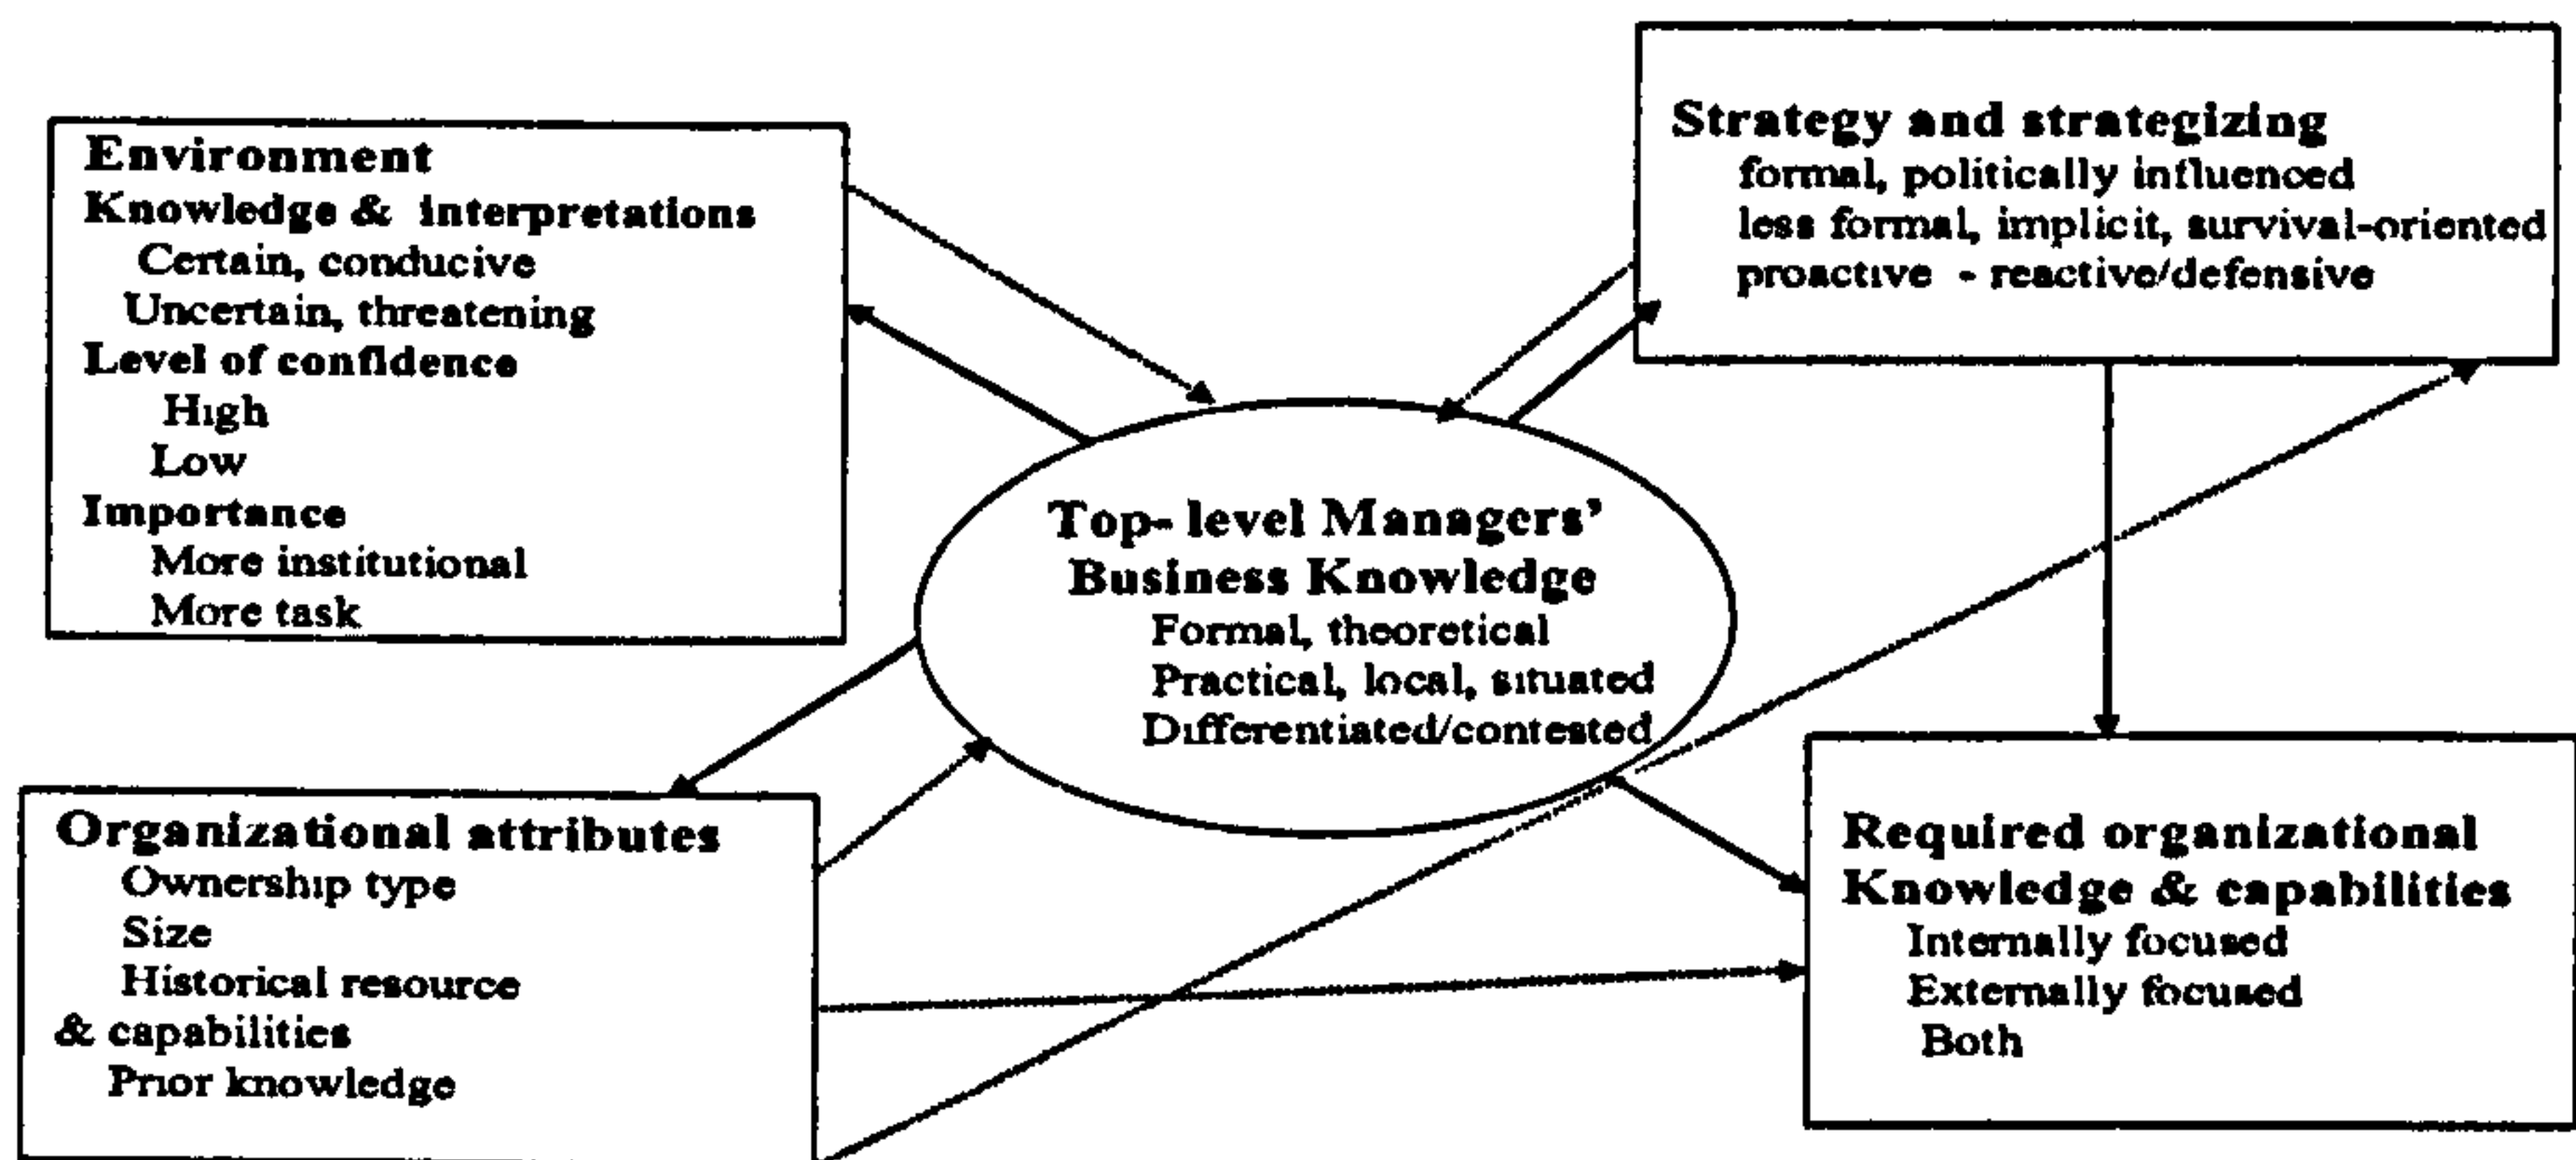 Environment
Knowledge & interpretations
Certain, conducive
Uncertain, threatening
Level of confidence
High
Low
Importance
More institutional
More task
Strategy and strategizing
formal, politically influenced
less formal, implicit, survival-oriented
proactive - reactive/defensive
Top- level Managers'
Business Knowledge
Formal, theoretical
Practical, local, situated
Differentiated/contested
Organizational attributes
Ownership type
Size
Historical resource
& capabilities
Prior knowledge
Required organizational
Knowledge & capabilities
Internally focused
Externally focused
Both